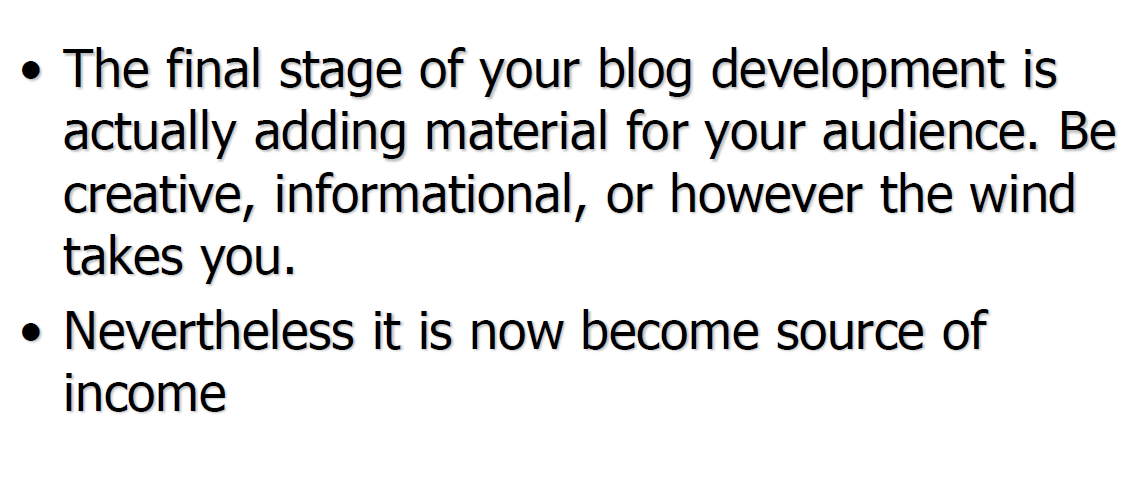 • The final stage of your blog development is
actually adding material for your audience. Be
creative, informational, or however the wind
takes you.
• Nevertheless it is now become source of
income